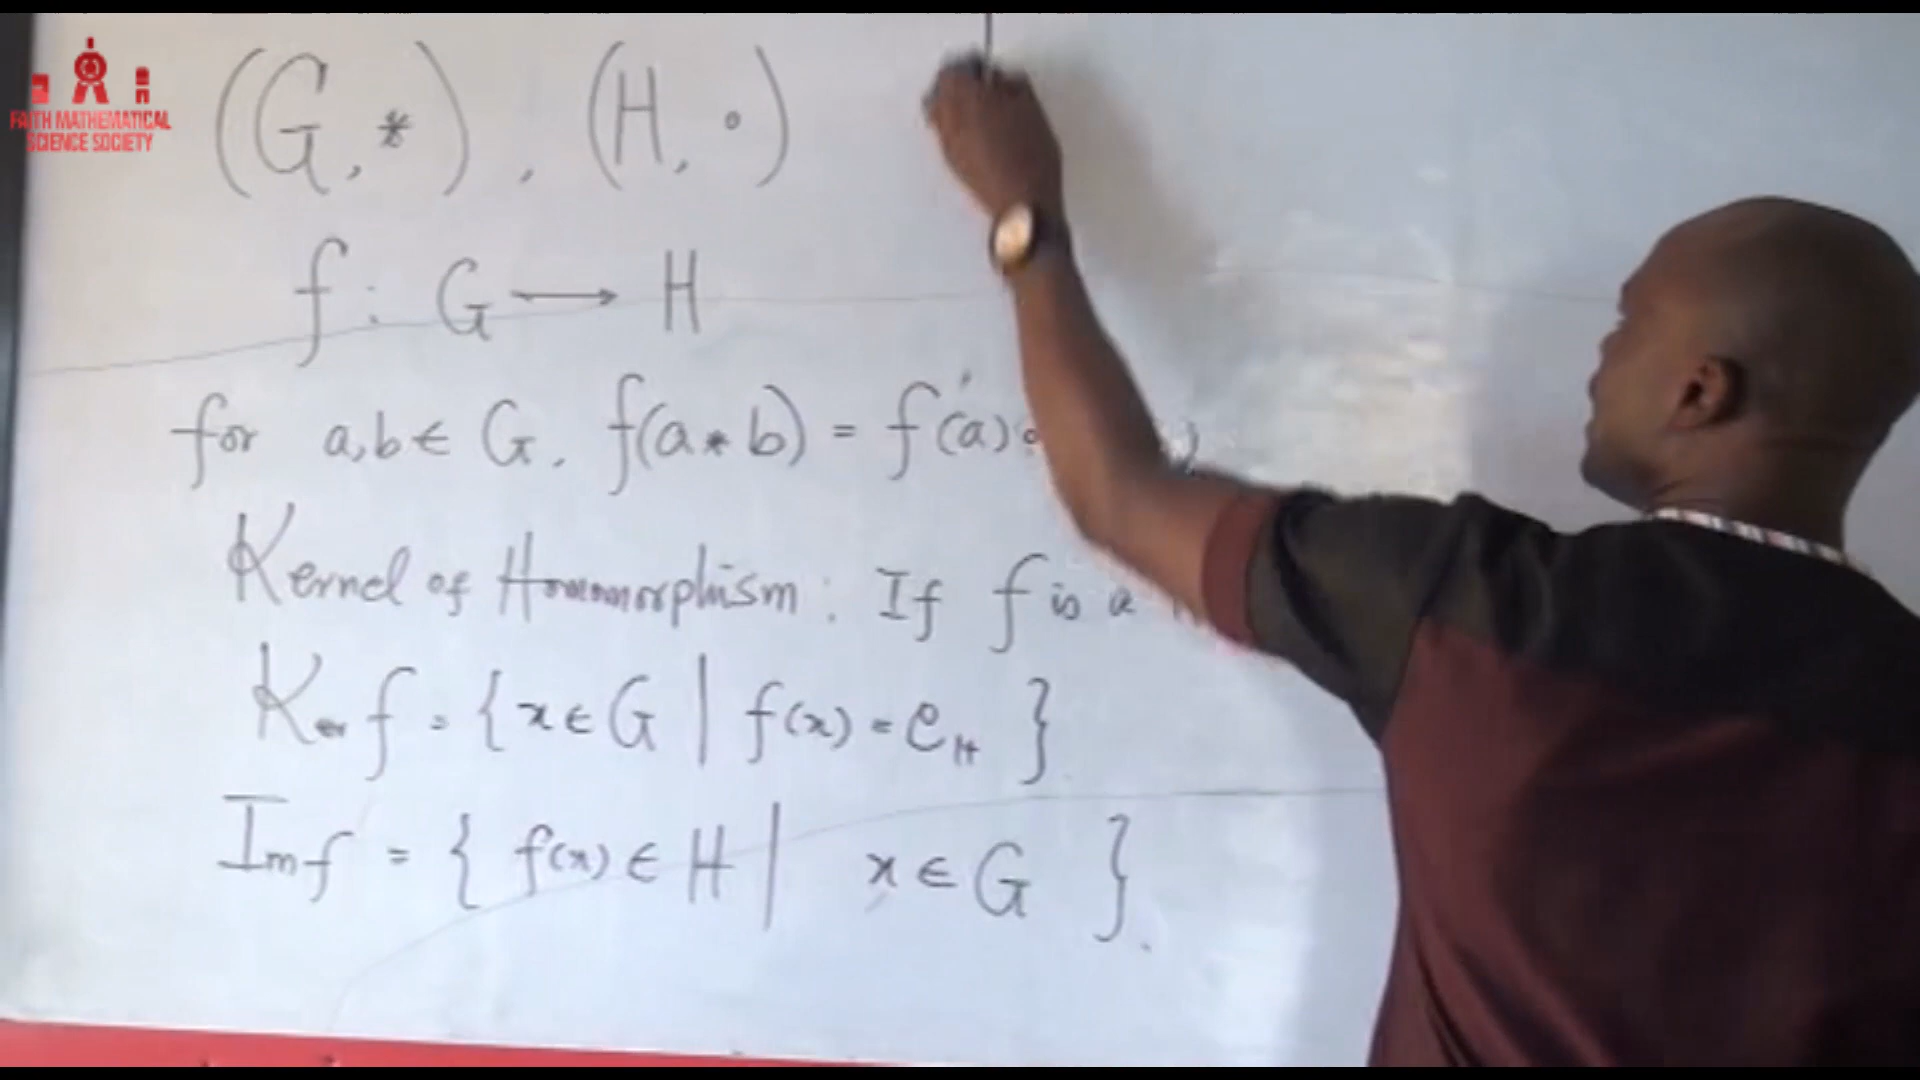 FAITH MATHEMATICAL
SCIENCE SOCIETY
(G, *), (H, ∘)
f : G ⟶ H
for a,b ∈ G, f(a * b) = f(a) ∘
Kernel of Homomorphism : If f is a
Ker f = { x ∈ G | f(x) = e_H }
Im f = { f(x) ∈ H | x ∈ G }.